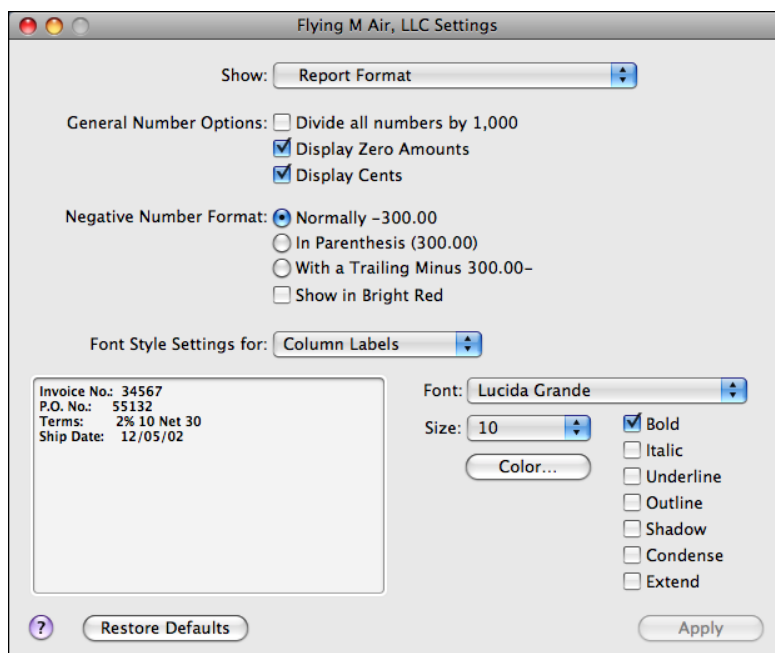 Flying M Air, LLC Settings
Show: Report Format
General Number Options: Divide all numbers by 1,000
Display Zero Amounts
Display Cents
Negative Number Format: Normally -300.00
In Parenthesis (300.00)
With a Trailing Minus 300.00-
Show in Bright Red
Font Style Settings for: Column Labels
Invoice No.: 34567
P.O. No.: 55132
Terms: 2% 10 Net 30
Ship Date: 12/05/02
Font: Lucida Grande
Size: 10
Color...
Bold
Italic
Underline
Outline
Shadow
Condense
Extend
? Restore Defaults
Apply